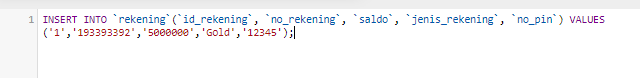 1 INSERT INTO `rekening`(`id_rekening`, `no_rekening`, `saldo`, `jenis_rekening`, `no_pin`) VALUES
('1','193393392','5000000','Gold','12345');